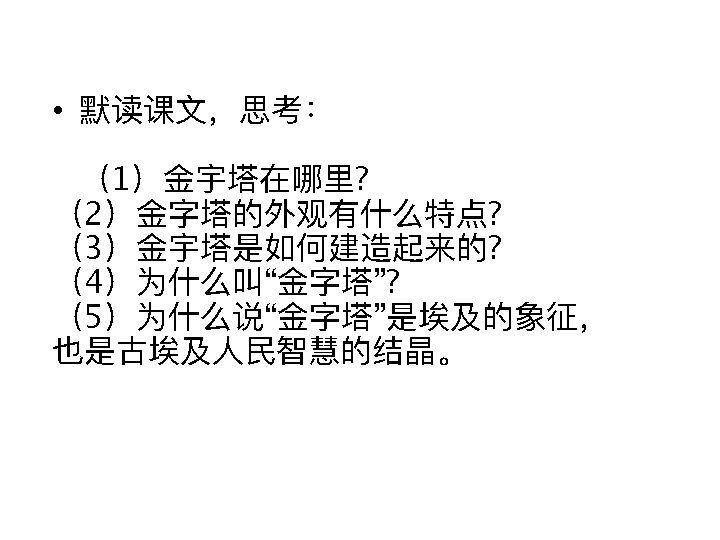 • 默读课文，思考：
（1）金宇塔在哪里?
（2）金字塔的外观有什么特点?
（3）金宇塔是如何建造起来的?
（4）为什么叫“金字塔”?
（5）为什么说“金字塔”是埃及的象征，
也是古埃及人民智慧的结晶。